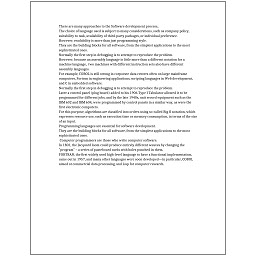 There are many approaches to the Software development process.
The choice of language used is subject to many considerations, such as company policy,
suitability to task, availability of third-party packages, or individual preference.
However, readability is more than just programming style.
They are the building blocks for all software, from the simplest applications to the most
sophisticated ones.
Normally the first step in debugging is to attempt to reproduce the problem.
However, because an assembly language is little more than a different notation for a
machine language, two machines with different instruction sets also have different
assembly languages.
For example, COBOL is still strong in corporate data centers often on large mainframe
computers, Fortran in engineering applications, scripting languages in Web development,
and C in embedded software.
Normally the first step in debugging is to attempt to reproduce the problem.
Later a control panel (plug board) added to his 1906 Type I Tabulator allowed it to be
programmed for different jobs, and by the late 1940s, unit record equipment such as the
IBM 602 and IBM 604, were programmed by control panels in a similar way, as were the
first electronic computers.
For this purpose, algorithms are classified into orders using so-called Big O notation, which
expresses resource use, such as execution time or memory consumption, in terms of the size
of an input.
Programming languages are essential for software development.
They are the building blocks for all software, from the simplest applications to the most
sophisticated ones.
Computer programmers are those who write computer software.
In 1801, the Jacquard loom could produce entirely different weaves by changing the
"program" - a series of pasteboard cards with holes punched in them.
FORTRAN, the first widely used high-level language to have a functional implementation,
came out in 1957, and many other languages were soon developed—in particular, COBOL
aimed at commercial data processing, and Lisp for computer research.